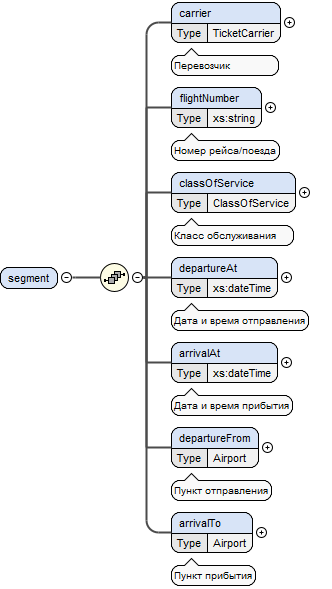 carrier
Type TicketCarrier
Перевозчик
flightNumber
Type xs:string
Номер рейса/поезда
classOfService
Type ClassOfService
Класс обслуживания
segment
departureAt
Type xs:dateTime
Дата и время отправления
arrivalAt
Type xs:dateTime
Дата и время прибытия
departureFrom
Type Airport
Пункт отправления
arrivalTo
Type Airport
Пункт прибытия